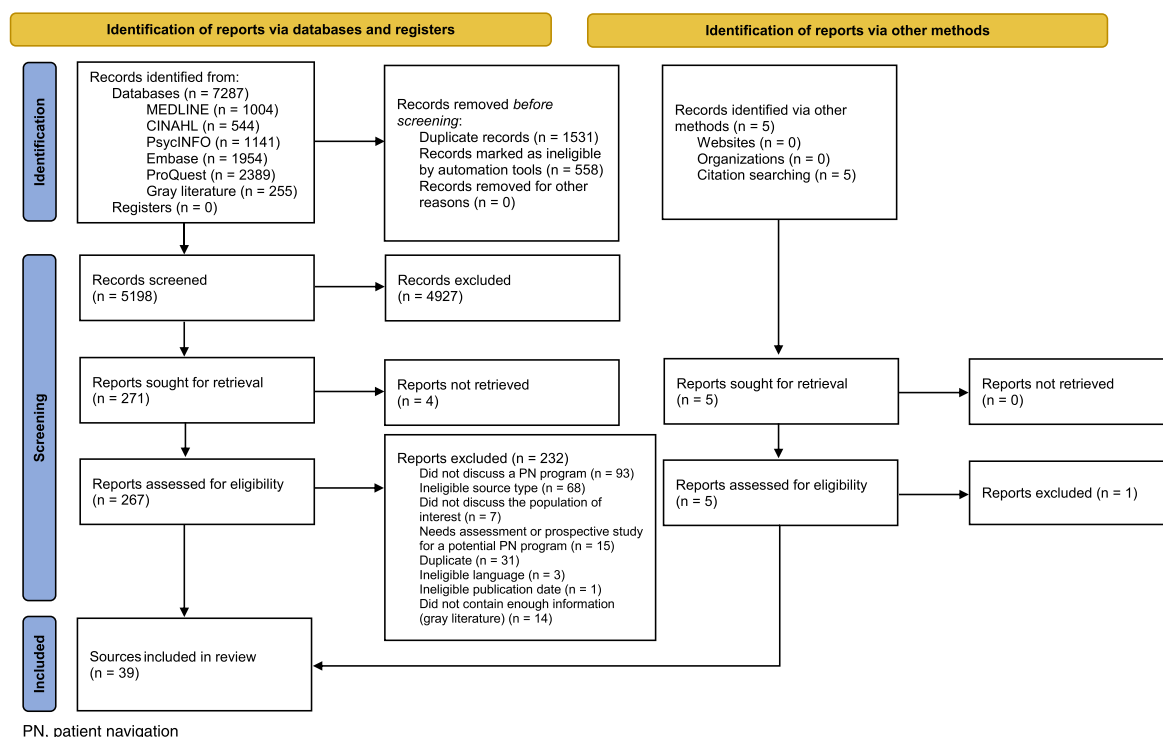 Identification of reports via databases and registers
Identification of reports via other methods
Identification
Records identified from:
Databases (n = 7287)
MEDLINE (n = 1004)
CINAHL (n = 544)
PsycINFO (n = 1141)
Embase (n = 1954)
ProQuest (n = 2389)
Gray literature (n = 255)
Registers (n = 0)
Records removed before
screening:
Duplicate records (n = 1531)
Records marked as ineligible
by automation tools (n = 558)
Records removed for other
reasons (n = 0)
Records identified via other
methods (n = 5)
Websites (n = 0)
Organizations (n = 0)
Citation searching (n = 5)
Screening
Records screened
(n = 5198)
Records excluded
(n = 4927)
Reports sought for retrieval
(n = 271)
Reports not retrieved
(n = 4)
Reports sought for retrieval
(n = 5)
Reports not retrieved
(n = 0)
Reports assessed for eligibility
(n = 267)
Reports excluded (n = 232)
Did not discuss a PN program (n = 93)
Ineligible source type (n = 68)
Did not discuss the population of
interest (n = 7)
Needs assessment or prospective study
for a potential PN program (n = 15)
Duplicate (n = 31)
Ineligible language (n = 3)
Ineligible publication date (n = 1)
Did not contain enough information
(gray literature) (n = 14)
Reports assessed for eligibility
(n = 5)
Reports excluded (n = 1)
Included
Sources included in review
(n = 39)
PN, patient navigation